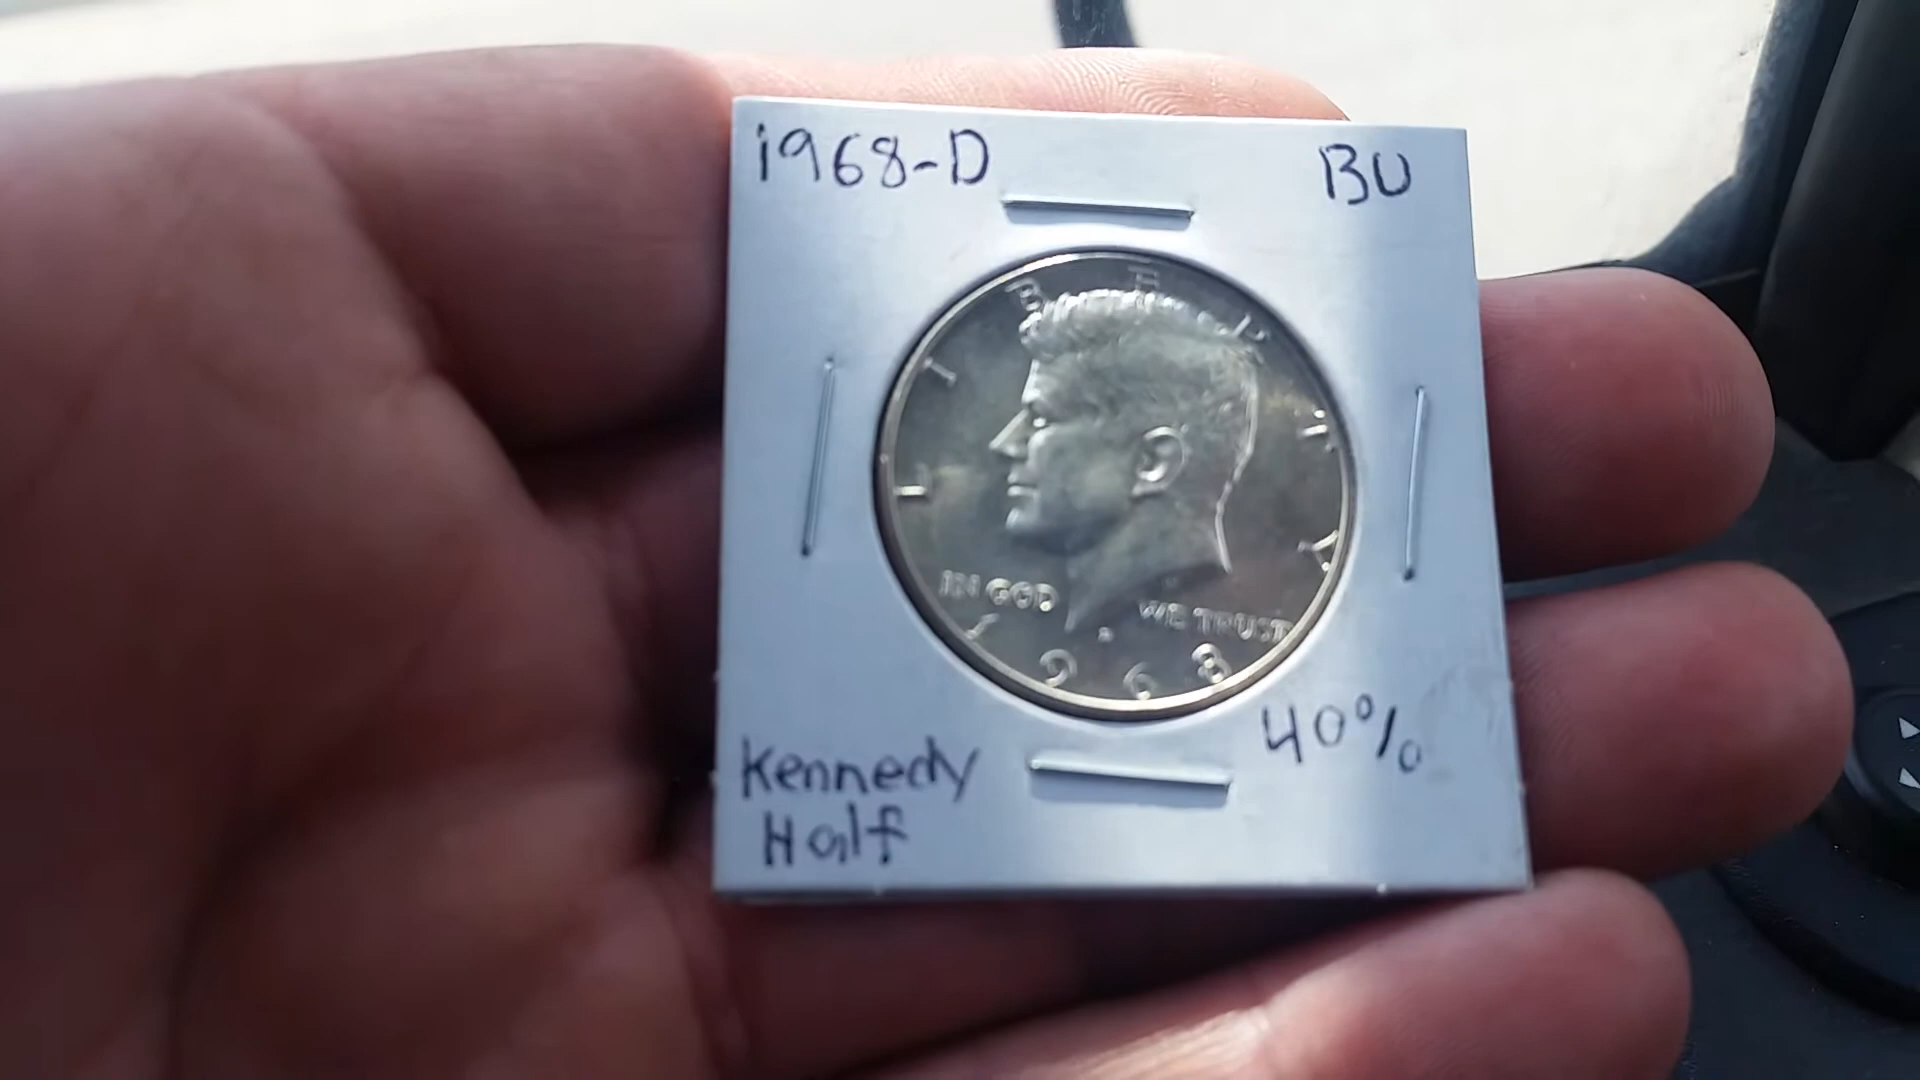 1968-D
BU
LIBERTY
IN GOD WE TRUST
1968
40%
Kennedy
Half